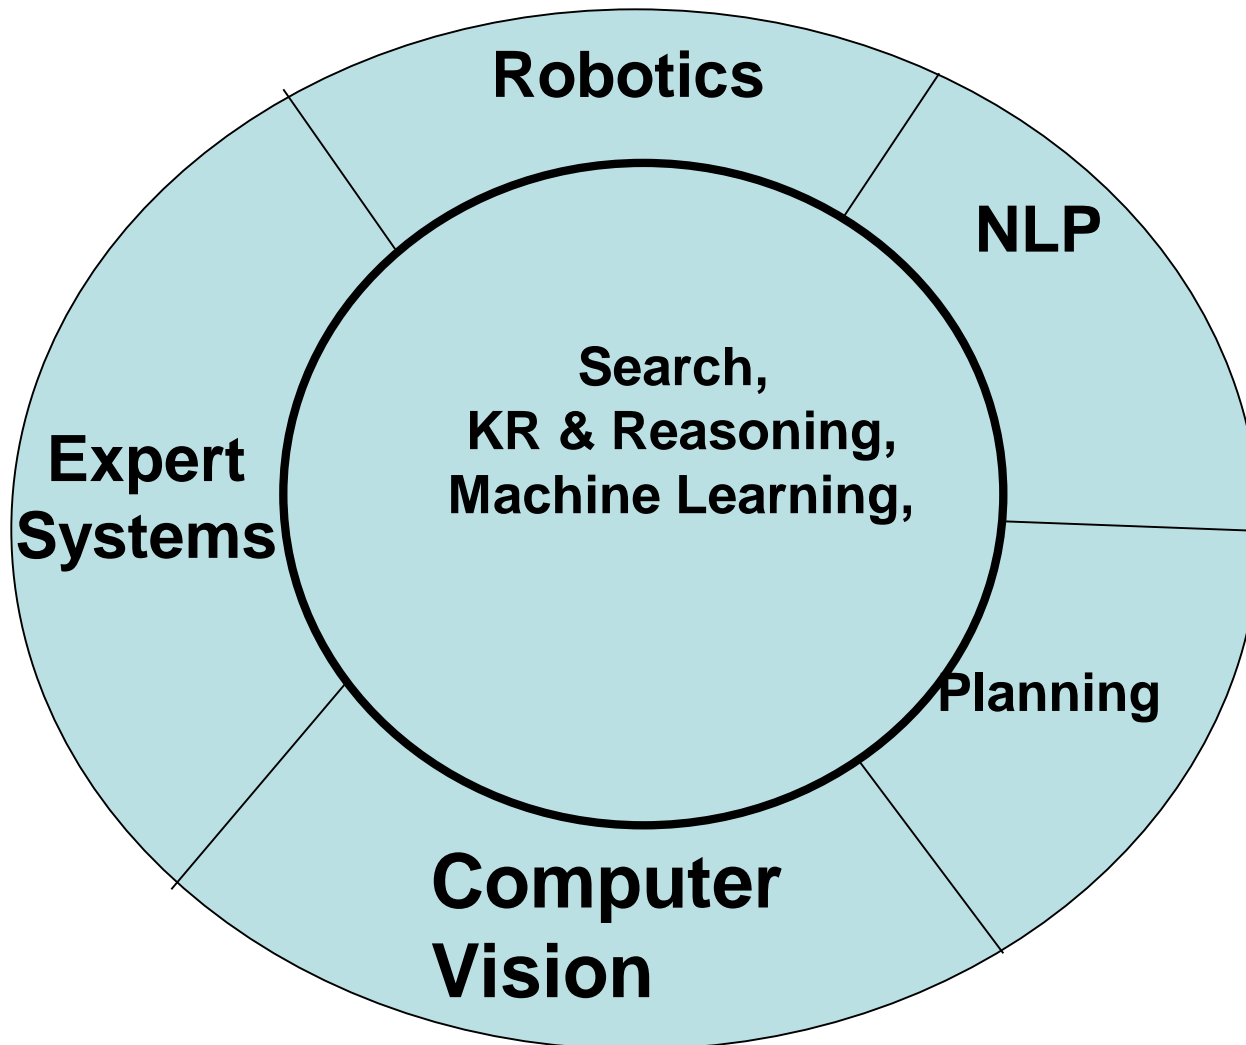 Robotics
NLP
Search,
KR & Reasoning,
Machine Learning,
Expert
Systems
Planning
Computer
Vision